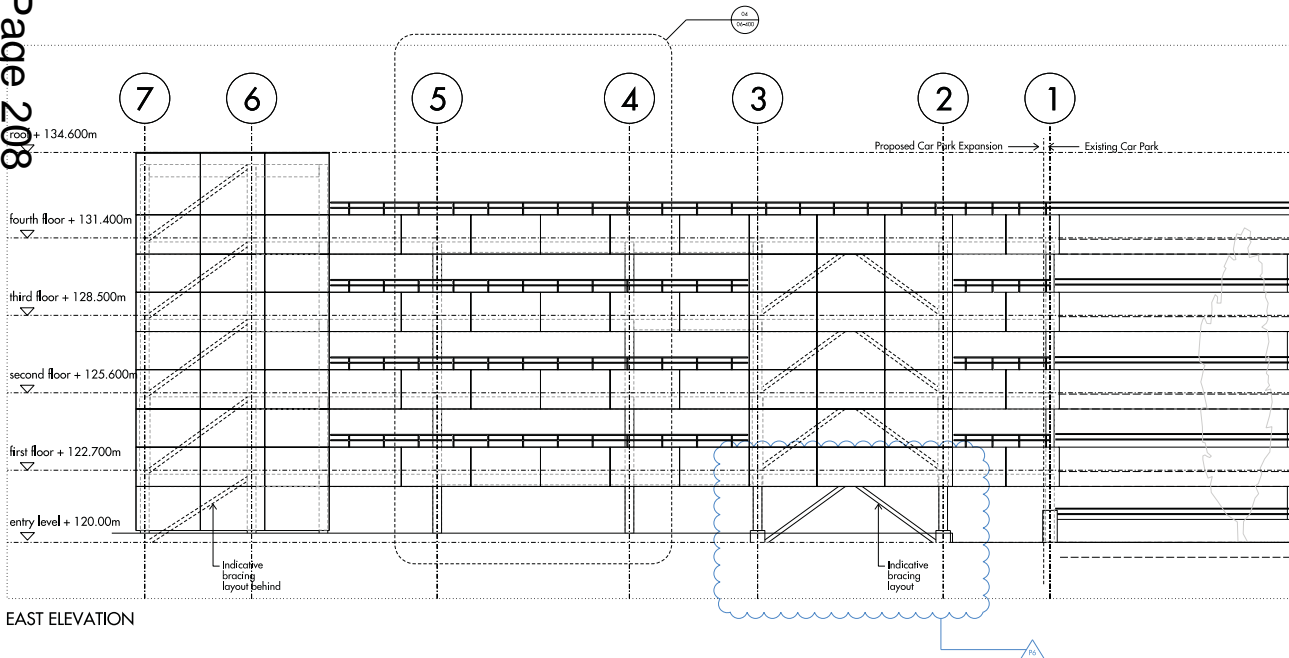 Page 208
04
06-400
7
6
5
4
3
2
1
roof + 134.600m
Proposed Car Park Expansion
Existing Car Park
fourth floor + 131.400m
third floor + 128.500m
second floor + 125.600m
first floor + 122.700m
entry level + 120.00m
Indicative
bracing
layout behind
Indicative
bracing
layout
EAST ELEVATION
P6